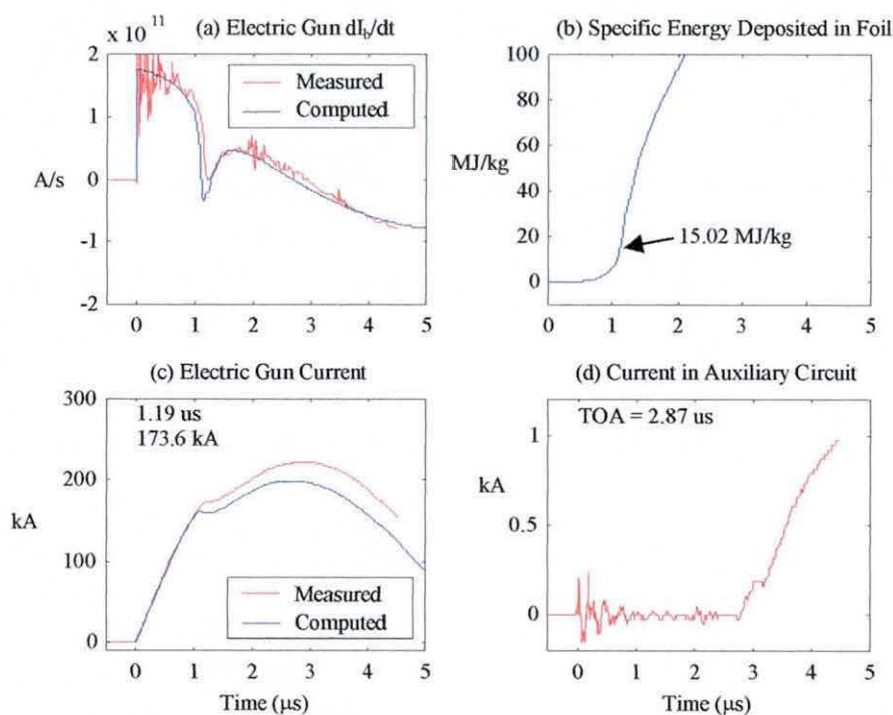 (a) Electric Gun dI_b/dt
x 10^11
2
1
0
-1
-2
A/s
Measured
Computed
0 1 2 3 4 5
(b) Specific Energy Deposited in Foil
100
80
60
40
20
0
MJ/kg
15.02 MJ/kg
0 1 2 3 4 5
(c) Electric Gun Current
300
200
100
0
kA
1.19 us
173.6 kA
Measured
Computed
0 1 2 3 4 5
Time (µs)
(d) Current in Auxiliary Circuit
1
0.5
0
kA
TOA = 2.87 us
0 1 2 3 4 5
Time (µs)